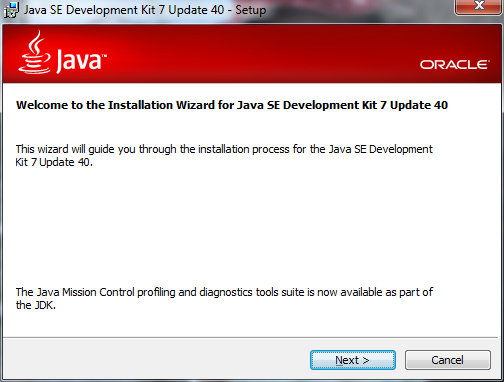 Java SE Development Kit 7 Update 40 - Setup
Java™
ORACLE
Welcome to the Installation Wizard for Java SE Development Kit 7 Update 40
This wizard will guide you through the installation process for the Java SE Development
Kit 7 Update 40.
The Java Mission Control profiling and diagnostics tools suite is now available as part of
the JDK.
Next >
Cancel